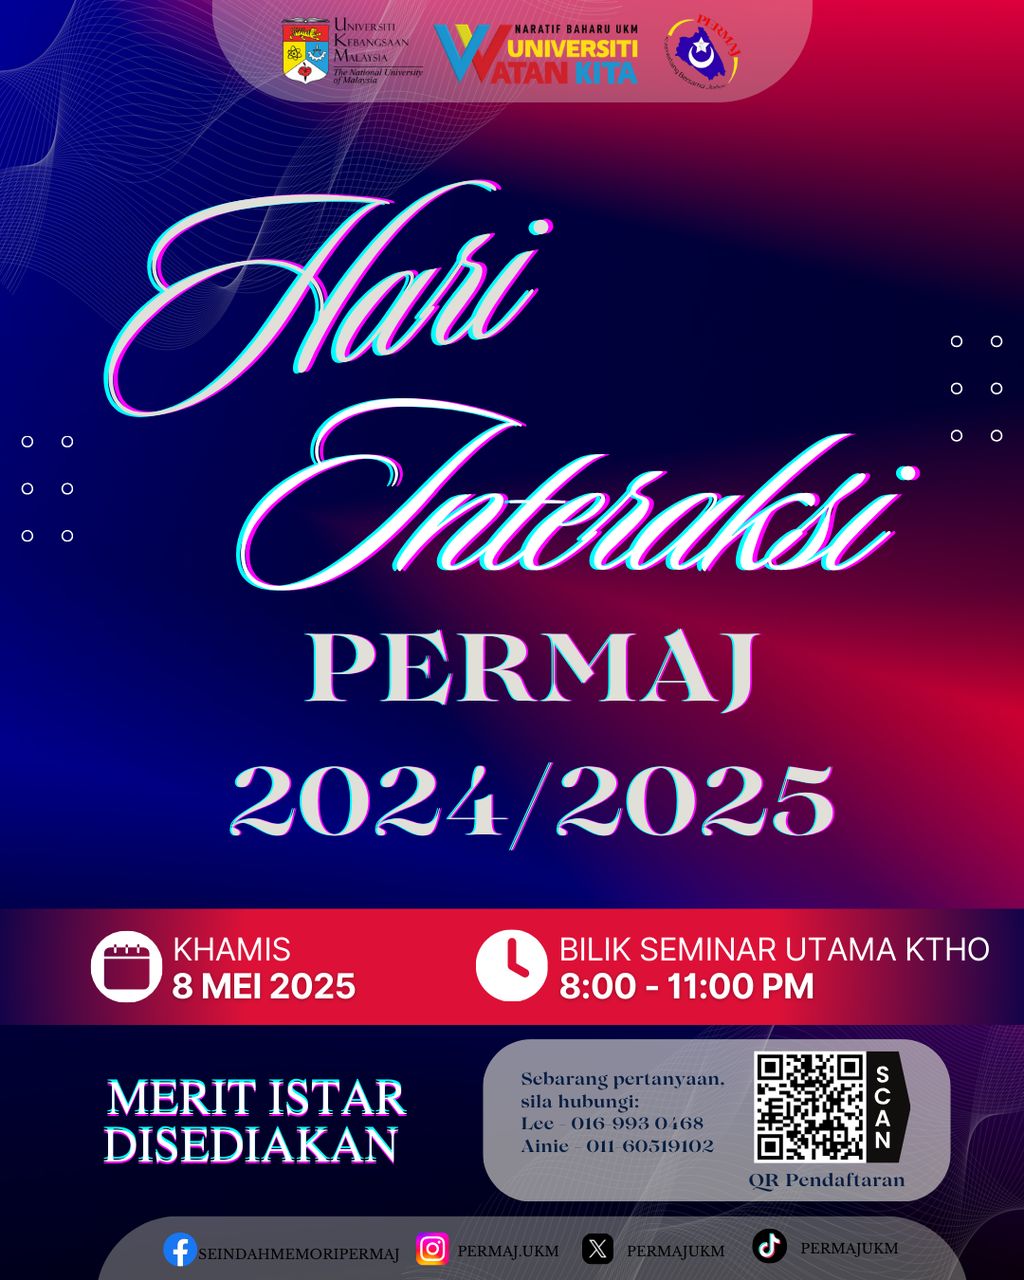 UNIVERSITI
KEBANGSAAN
MALAYSIA
The National University
of Malaysia
NARATIF BAHARU UKM
UNIVERSITI
WATAN KITA
PERMAJ
Hari
Interaksi
PERMAJ
2024/2025
KHAMIS
8 MEI 2025
BILIK SEMINAR UTAMA KTHO
8:00 - 11:00 PM
MERIT ISTAR
DISEDIAKAN
Sebarang pertanyaan,
sila hubungi:
Lee - 016-993 0468
Ainie - 011-60519102
SCAN
QR Pendaftaran
SEINDAHMEMORIPERMAJ
PERMAJ.UKM
PERMAJUKM
PERMAJUKM